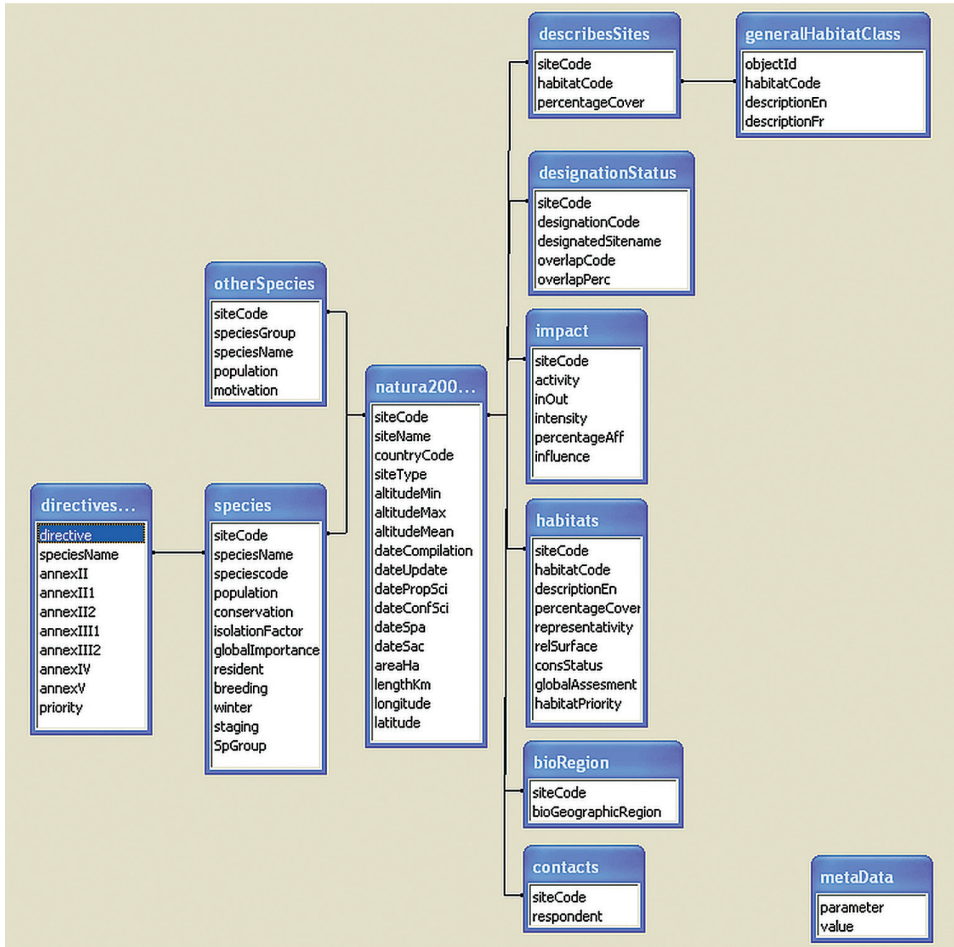 describesSites
siteCode
habitatCode
percentageCover
generalHabitatClass
objectId
habitatCode
descriptionEn
descriptionFr
designationStatus
siteCode
designationCode
designatedSitename
overlapCode
overlapPerc
otherSpecies
siteCode
speciesGroup
speciesName
population
motivation
impact
siteCode
activity
inOut
intensity
percentageAff
influence
natura200...
siteCode
siteName
countryCode
siteType
altitudeMin
altitudeMax
altitudeMean
dateCompilation
dateUpdate
datePropSci
dateConfSci
dateSpa
dateSac
areaHa
lengthKm
longitude
latitude
directives...
directive
speciesName
annexII
annexII1
annexII2
annexIII1
annexIII2
annexIV
annexV
priority
species
siteCode
speciesName
speciescode
population
conservation
isolationFactor
globalImportance
resident
breeding
winter
staging
SpGroup
habitats
siteCode
habitatCode
descriptionEn
percentageCover
representativity
relSurface
consStatus
globalAssesment
habitatPriority
bioRegion
siteCode
bioGeographicRegion
contacts
siteCode
respondent
metaData
parameter
value